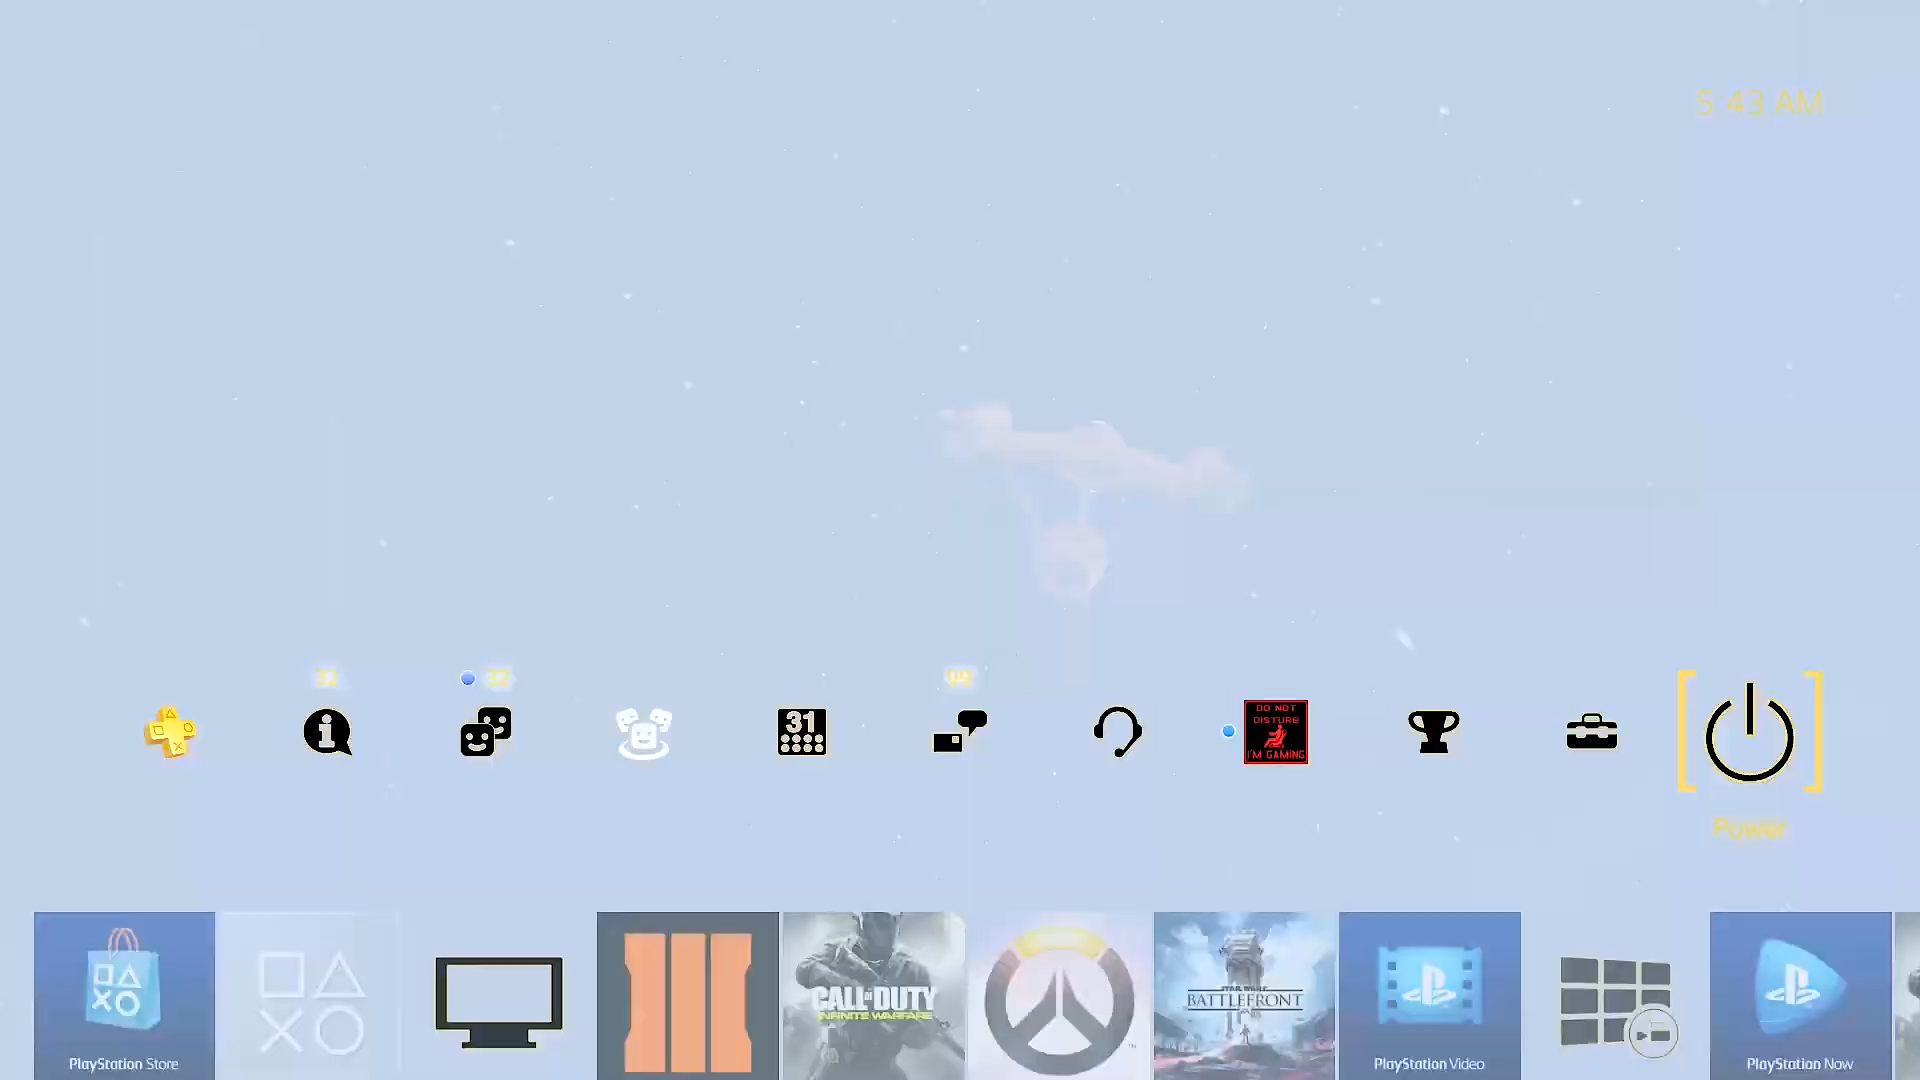 5:43 AM
31
DO NOT
DISTURB
I'M GAMING
Power
PlayStation Store
CALL OF DUTY
INFINITE WARFARE
STAR WARS
BATTLEFRONT
PlayStation Video
PlayStation Now